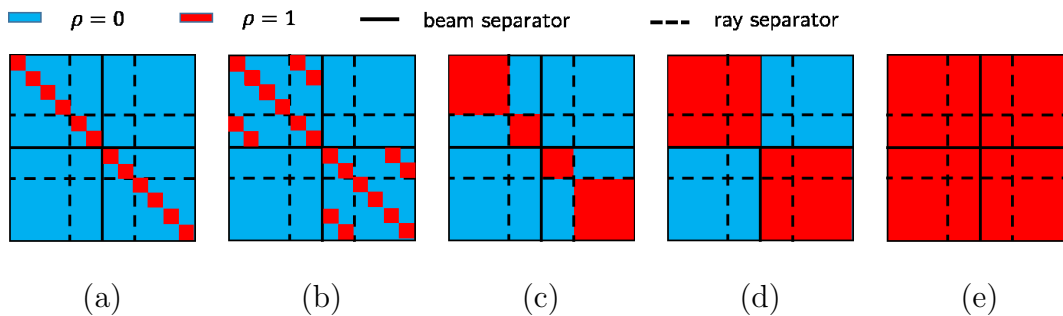 ρ = 0 ρ = 1 beam separator ray separator
(a) (b) (c) (d) (e)